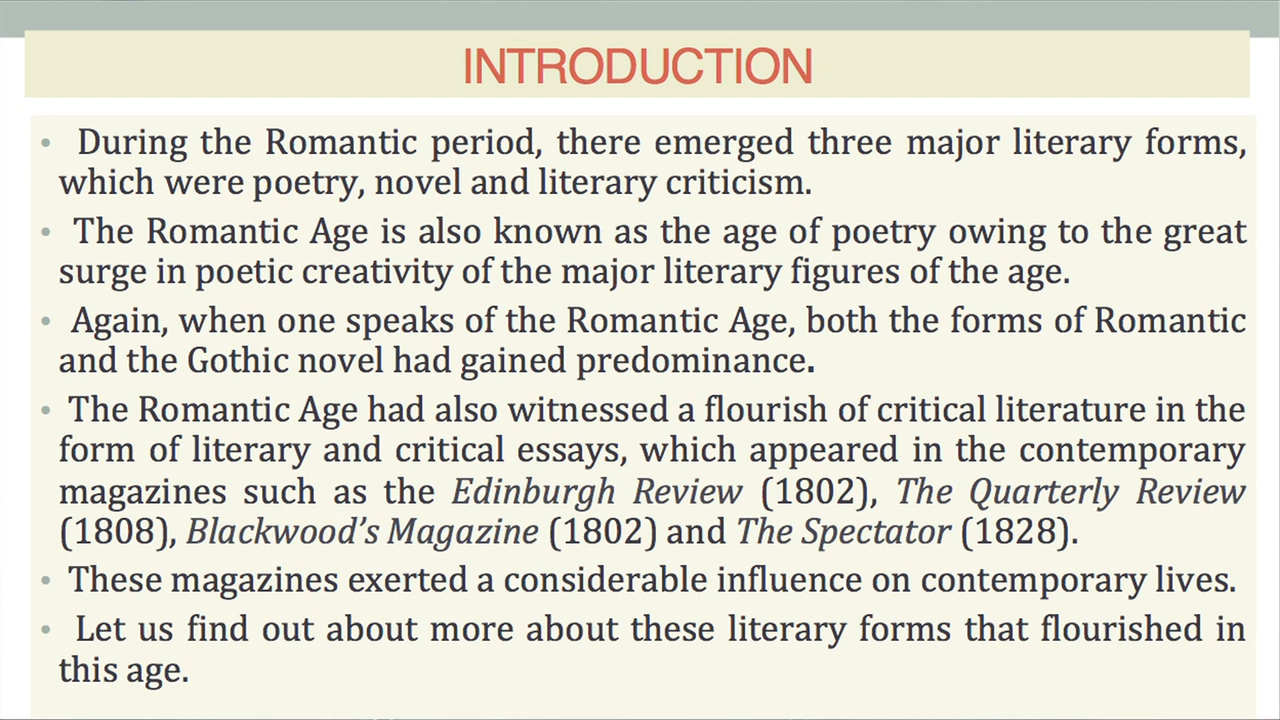 INTRODUCTION
• During the Romantic period, there emerged three major literary forms,
which were poetry, novel and literary criticism.
• The Romantic Age is also known as the age of poetry owing to the great
surge in poetic creativity of the major literary figures of the age.
• Again, when one speaks of the Romantic Age, both the forms of Romantic
and the Gothic novel had gained predominance.
• The Romantic Age had also witnessed a flourish of critical literature in the
form of literary and critical essays, which appeared in the contemporary
magazines such as the Edinburgh Review (1802), The Quarterly Review
(1808), Blackwood’s Magazine (1802) and The Spectator (1828).
• These magazines exerted a considerable influence on contemporary lives.
• Let us find out about more about these literary forms that flourished in
this age.